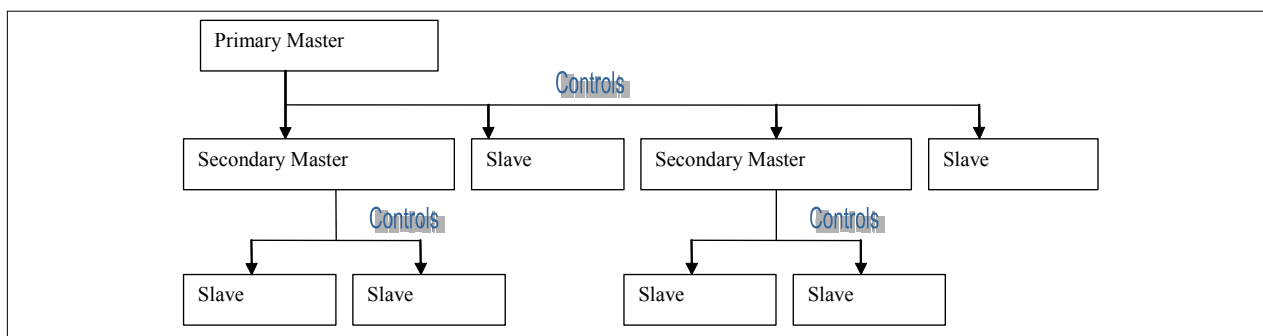 Primary Master
Controls
Secondary Master
Slave
Secondary Master
Slave
Controls
Controls
Slave
Slave
Slave
Slave